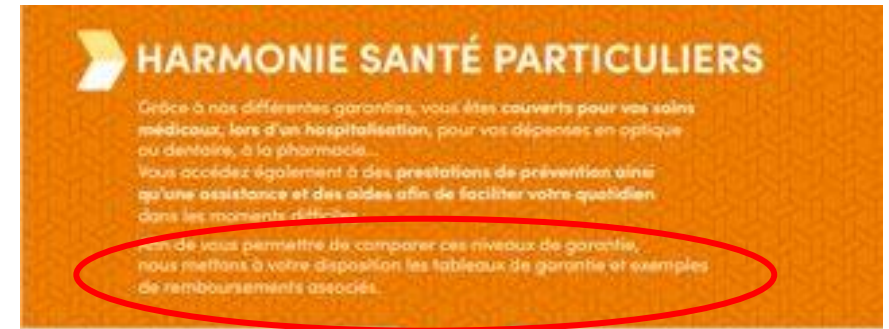 HARMONIE SANTÉ PARTICULIERS
Grâce à nos différentes garanties, vous êtes couverts pour vos soins
médicaux, lors d'un hospitalisation, pour vos dépenses en optique
ou dentaire, à la pharmacie...
Vous accédez également à des prestations de prévention ainsi
qu'une assistance et des aides afin de faciliter votre quotidien
dans les moments difficiles.
Afin de vous permettre de comparer ces niveaux de garantie,
nous mettons à votre disposition les tableaux de garantie et exemples
de remboursements associés.